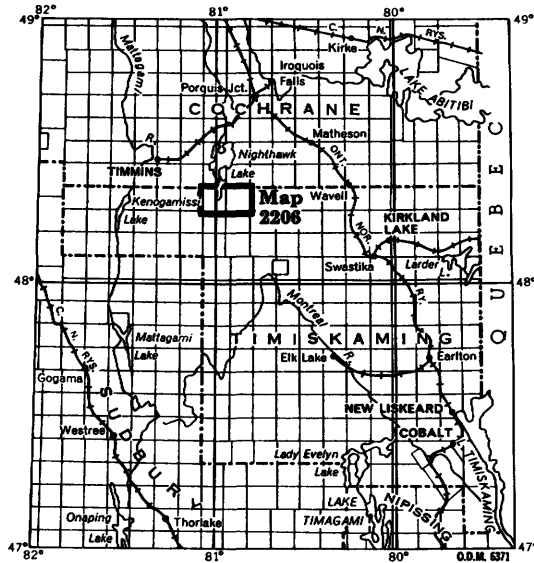 82°
81°
80°
49°
49°
C. N. RYS.
Kirke
Mattagami
R.
Iroquois
Falls
Porquis Jct.
LAKE ABITIBI
COCHRANE
Matheson
ONT.
NOR.
RY.
TIMMINS
Nighthawk
Lake
Wavell
Kenogamissi
Lake
Map
2206
KIRKLAND
LAKE
Swastika
Larder
L.
QUEBEC
48°
48°
C. N. RYS.
Montreal
R.
Mattagami
Lake
TIMISKAMING
Elk Lake
Earlton
Gogama
SUDBURY
Westree
NEW LISKEARD
COBALT
L. TIMISKAMING
Lady Evelyn
Lake
LAKE
TIMAGAMI
NIPISSING
Onaping
Lake
Thorlake
47°
47°
82°
81°
80°
O.D.M. 6371